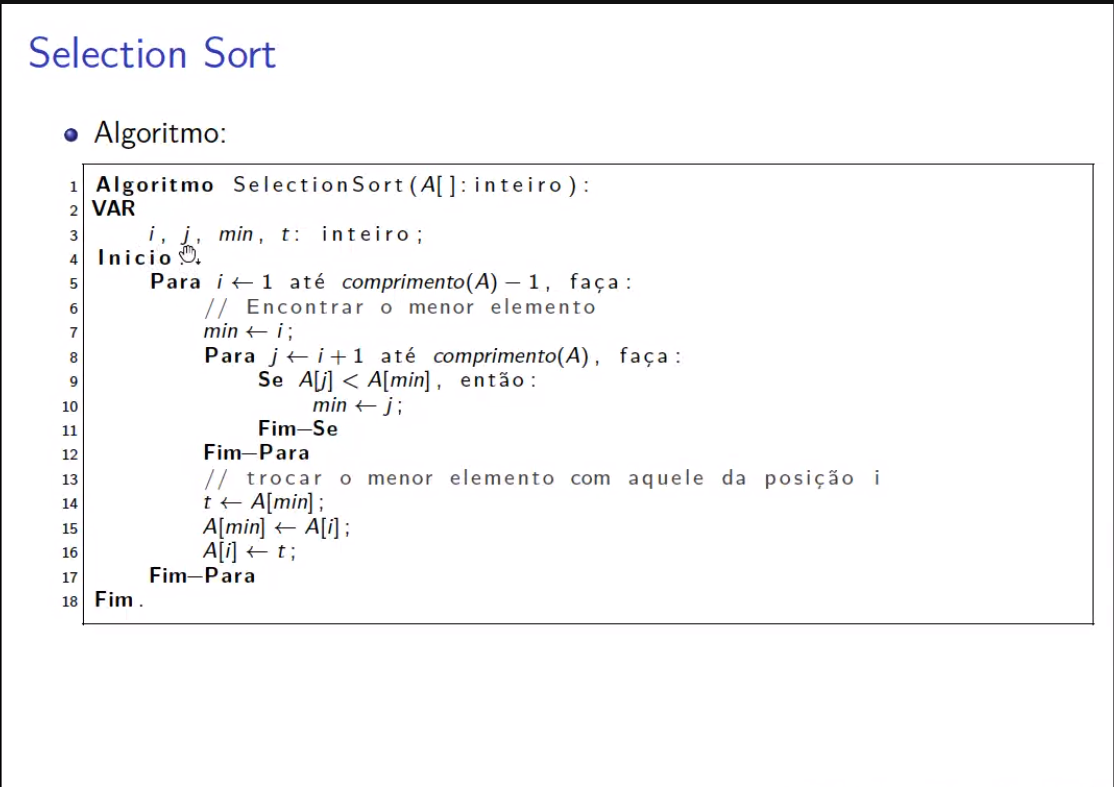 Selection Sort
Algoritmo:
1 Algoritmo SelectionSort(A[]:inteiro):
2 VAR
3 i, j, min, t: inteiro;
4 Inicio
5 Para i ← 1 até comprimento(A) − 1, faça:
6 // Encontrar o menor elemento
7 min ← i;
8 Para j ← i + 1 até comprimento(A), faça:
9 Se A[j] < A[min], então:
10 min ← j;
11 Fim−Se
12 Fim−Para
13 // trocar o menor elemento com aquele da posição i
14 t ← A[min];
15 A[min] ← A[i];
16 A[i] ← t;
17 Fim−Para
18 Fim.